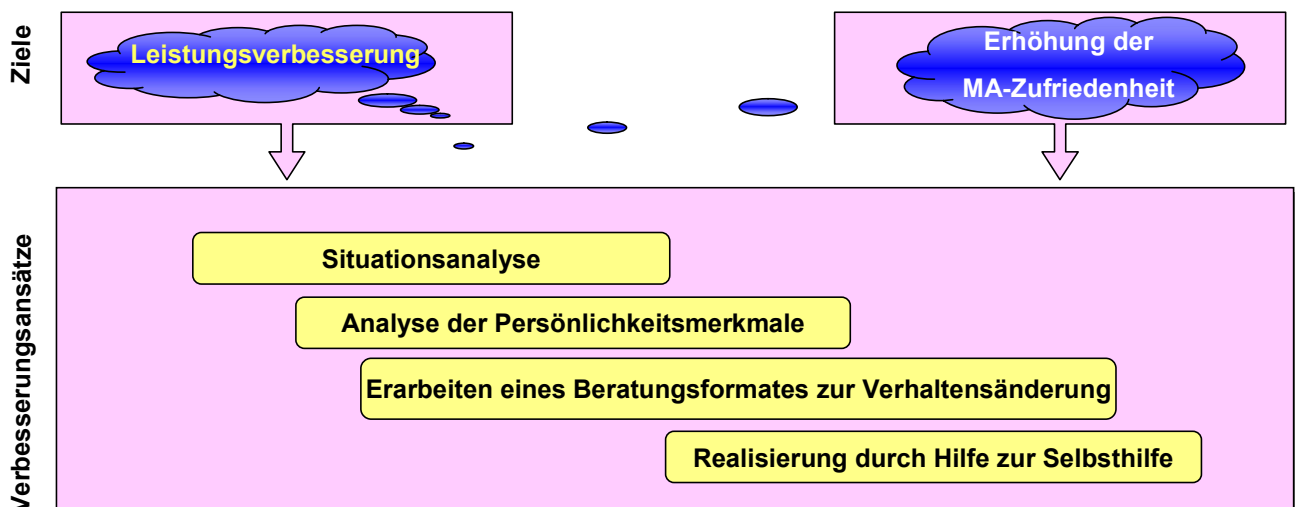 Ziele
Leistungsverbesserung
Erhöhung der
MA-Zufriedenheit
Verbesserungsansätze
Situationsanalyse
Analyse der Persönlichkeitsmerkmale
Erarbeiten eines Beratungsformates zur Verhaltensänderung
Realisierung durch Hilfe zur Selbsthilfe